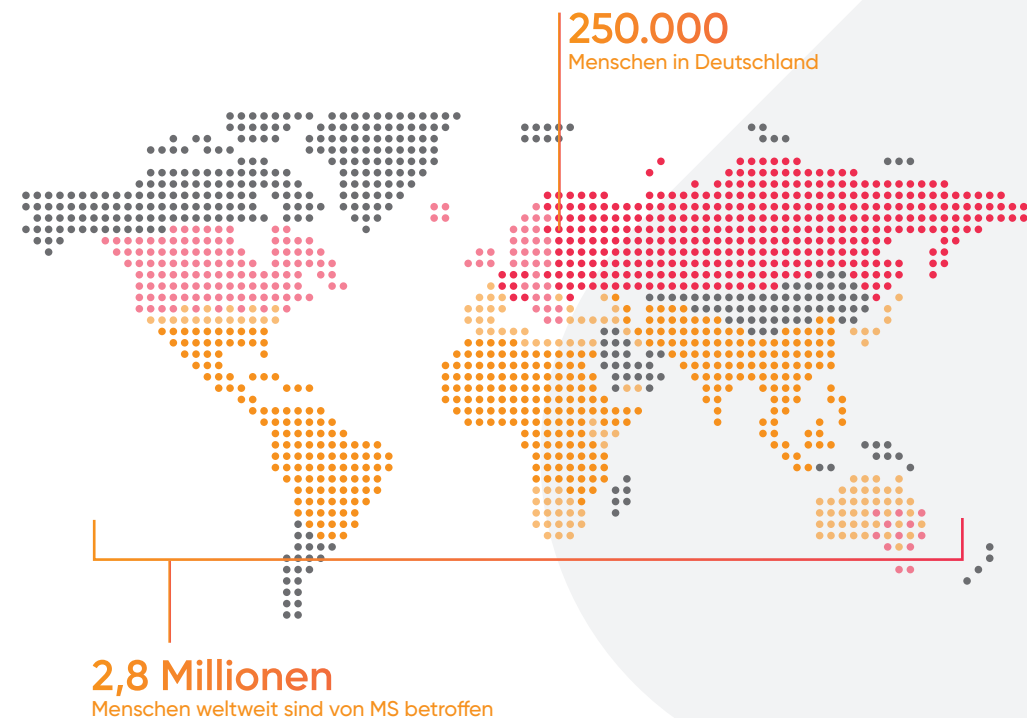 250.000
Menschen in Deutschland
2,8 Millionen
Menschen weltweit sind von MS betroffen